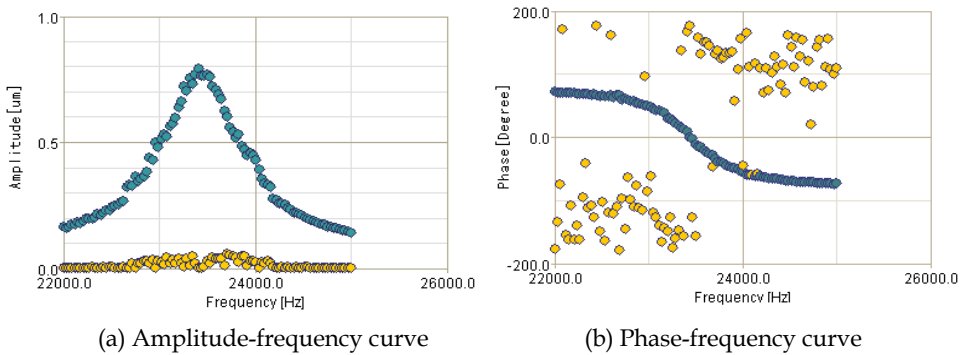 1.0
0.5
0.0
Amplitude[um]
22000.0
24000.0
26000.0
Frequency[Hz]
(a) Amplitude-frequency curve
200.0
0.0
-200.0
Phase[Degree]
22000.0
24000.0
26000.0
Frequency[Hz]
(b) Phase-frequency curve